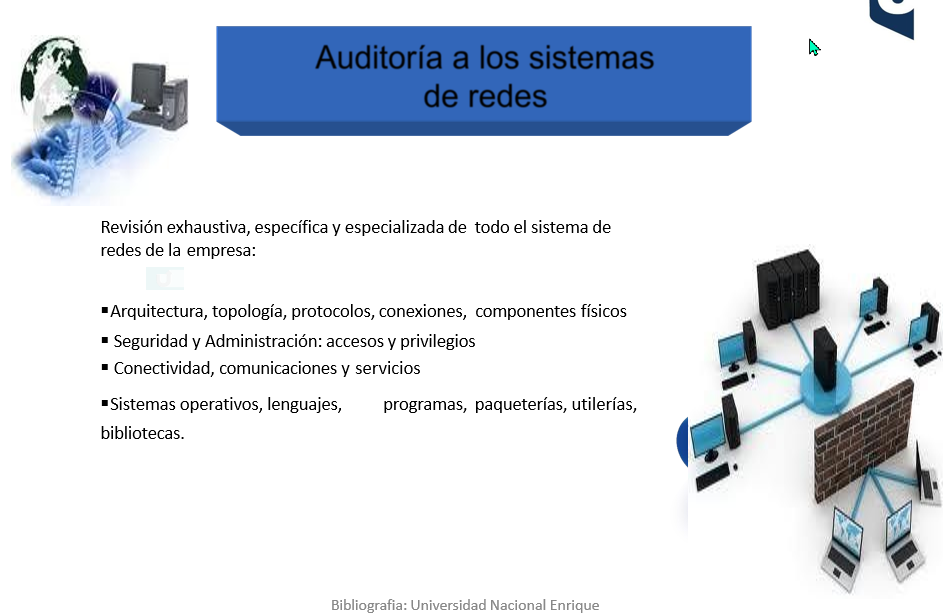 Auditoría a los sistemas
de redes
Revisión exhaustiva, específica y especializada de todo el sistema de
redes de la empresa:
▪Arquitectura, topología, protocolos, conexiones, componentes físicos
▪ Seguridad y Administración: accesos y privilegios
▪ Conectividad, comunicaciones y servicios
▪Sistemas operativos, lenguajes, programas, paqueterías, utilerías,
bibliotecas.
Bibliografia: Universidad Nacional Enrique